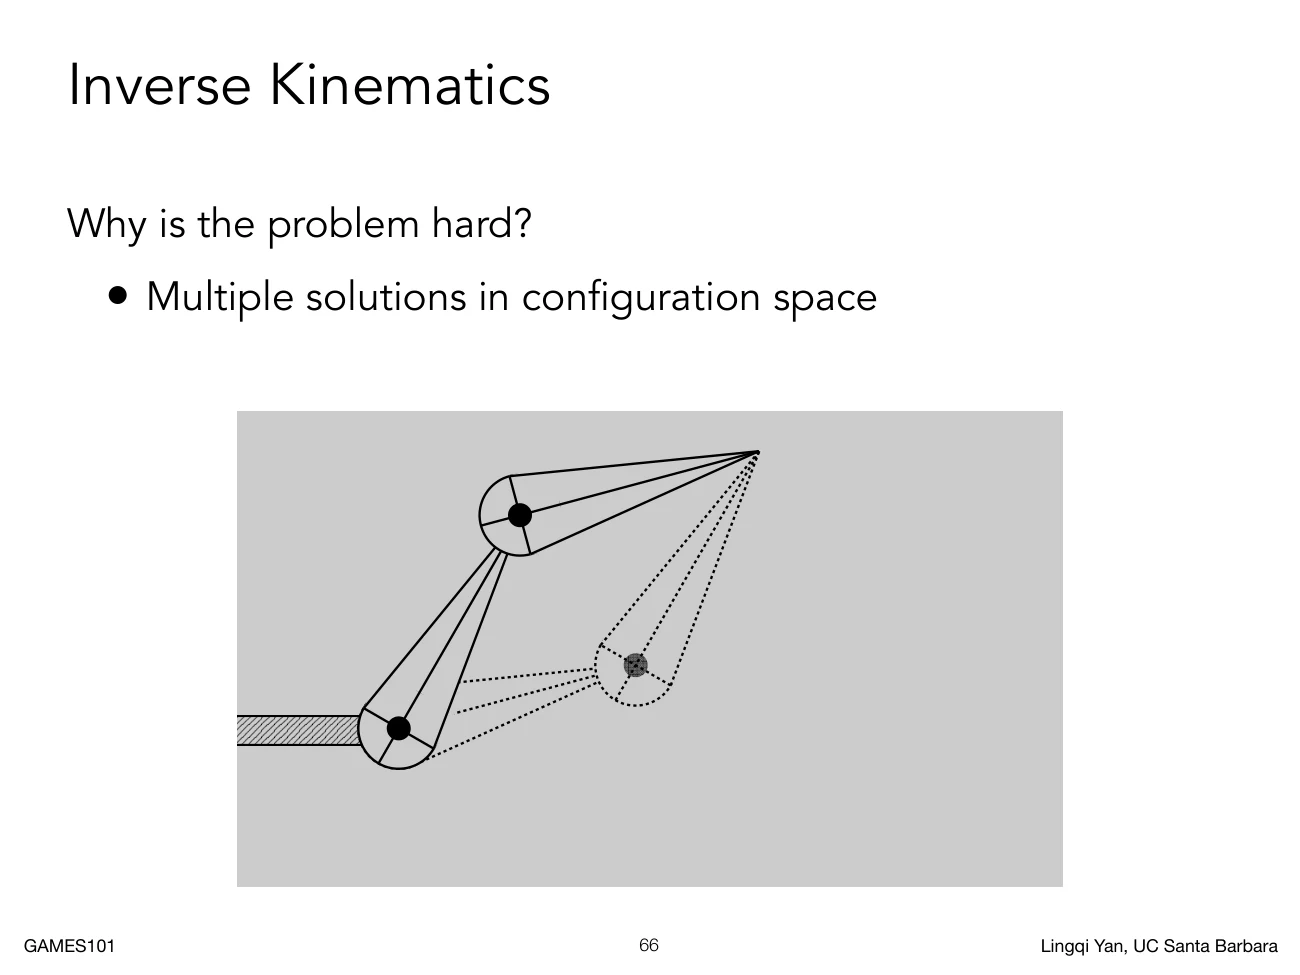 Inverse Kinematics
Why is the problem hard?
• Multiple solutions in configuration space
GAMES101
66
Lingqi Yan, UC Santa Barbara